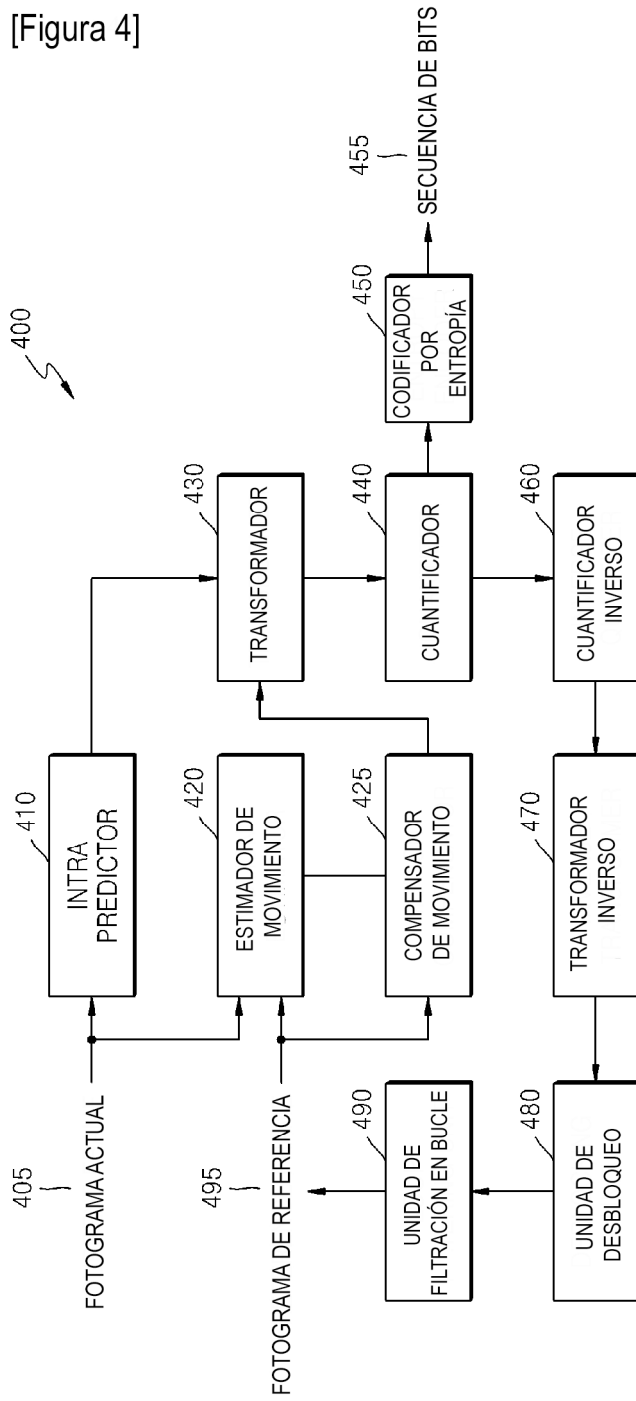 [Figura 4]
400
405
FOTOGRAMA ACTUAL
410
INTRA
PREDICTOR
430
TRANSFORMADOR
495
FOTOGRAMA DE REFERENCIA
420
ESTIMADOR DE
MOVIMIENTO
425
COMPENSADOR
DE MOVIMIENTO
440
CUANTIFICADOR
450
CODIFICADOR
POR
ENTROPÍA
455
SECUENCIA DE BITS
490
UNIDAD DE
FILTRACIÓN EN BUCLE
480
UNIDAD DE
DESBLOQUEO
470
TRANSFORMADOR
INVERSO
460
CUANTIFICADOR
INVERSO